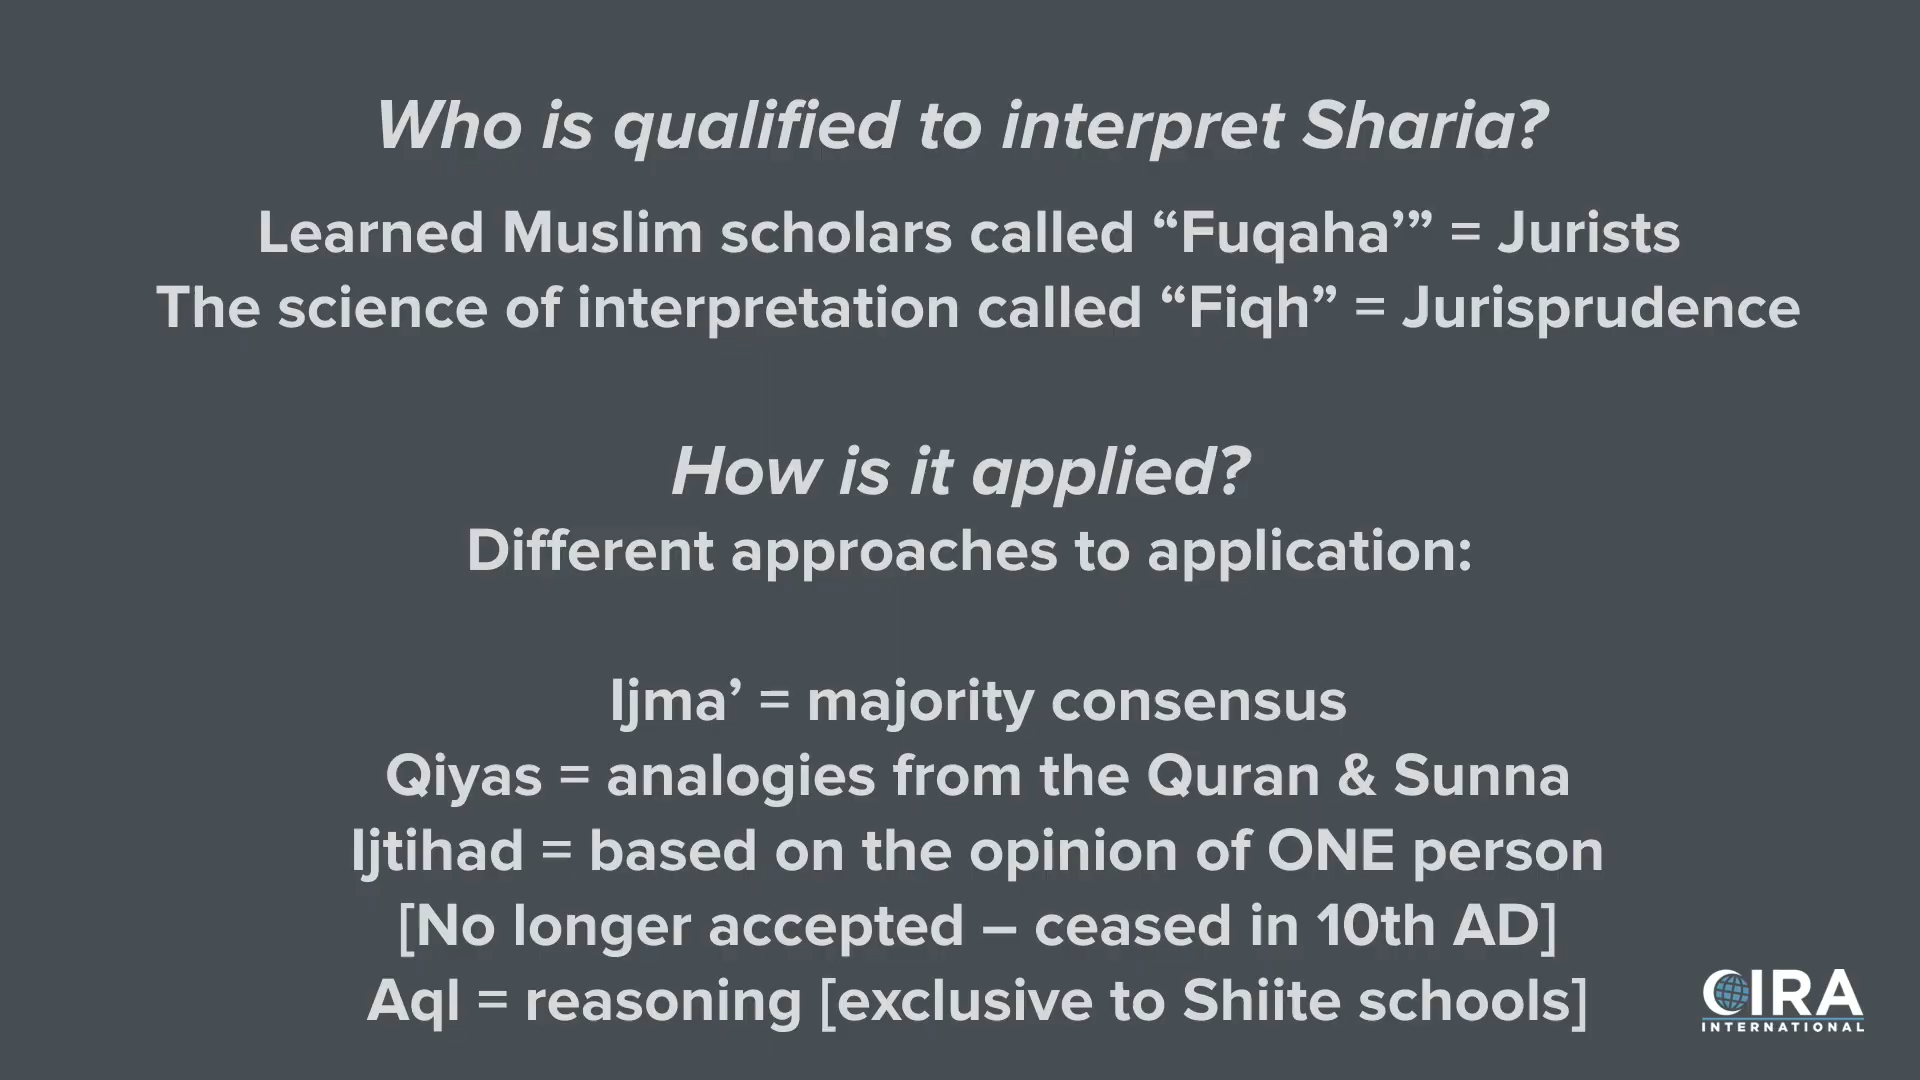 Who is qualified to interpret Sharia?
Learned Muslim scholars called “Fuqaha’” = Jurists
The science of interpretation called “Fiqh” = Jurisprudence
How is it applied?
Different approaches to application:
Ijma’ = majority consensus
Qiyas = analogies from the Quran & Sunna
Ijtihad = based on the opinion of ONE person
[No longer accepted – ceased in 10th AD]
Aql = reasoning [exclusive to Shiite schools]
CIRA
INTERNATIONAL